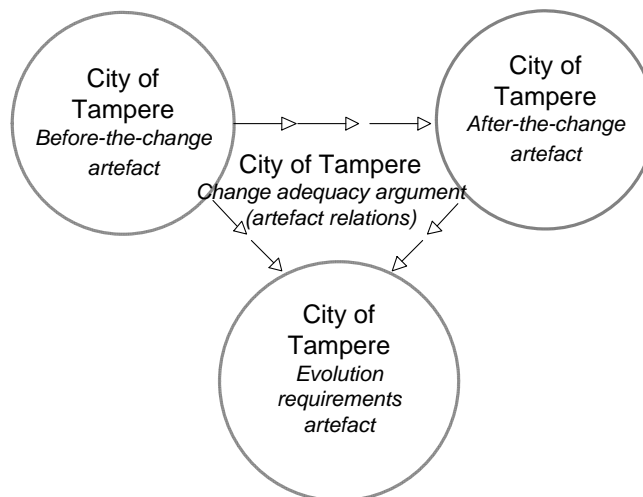 City of
Tampere
Before-the-change
artefact
City of
Tampere
After-the-change
artefact
City of Tampere
Change adequacy argument
(artefact relations)
City of
Tampere
Evolution
requirements
artefact